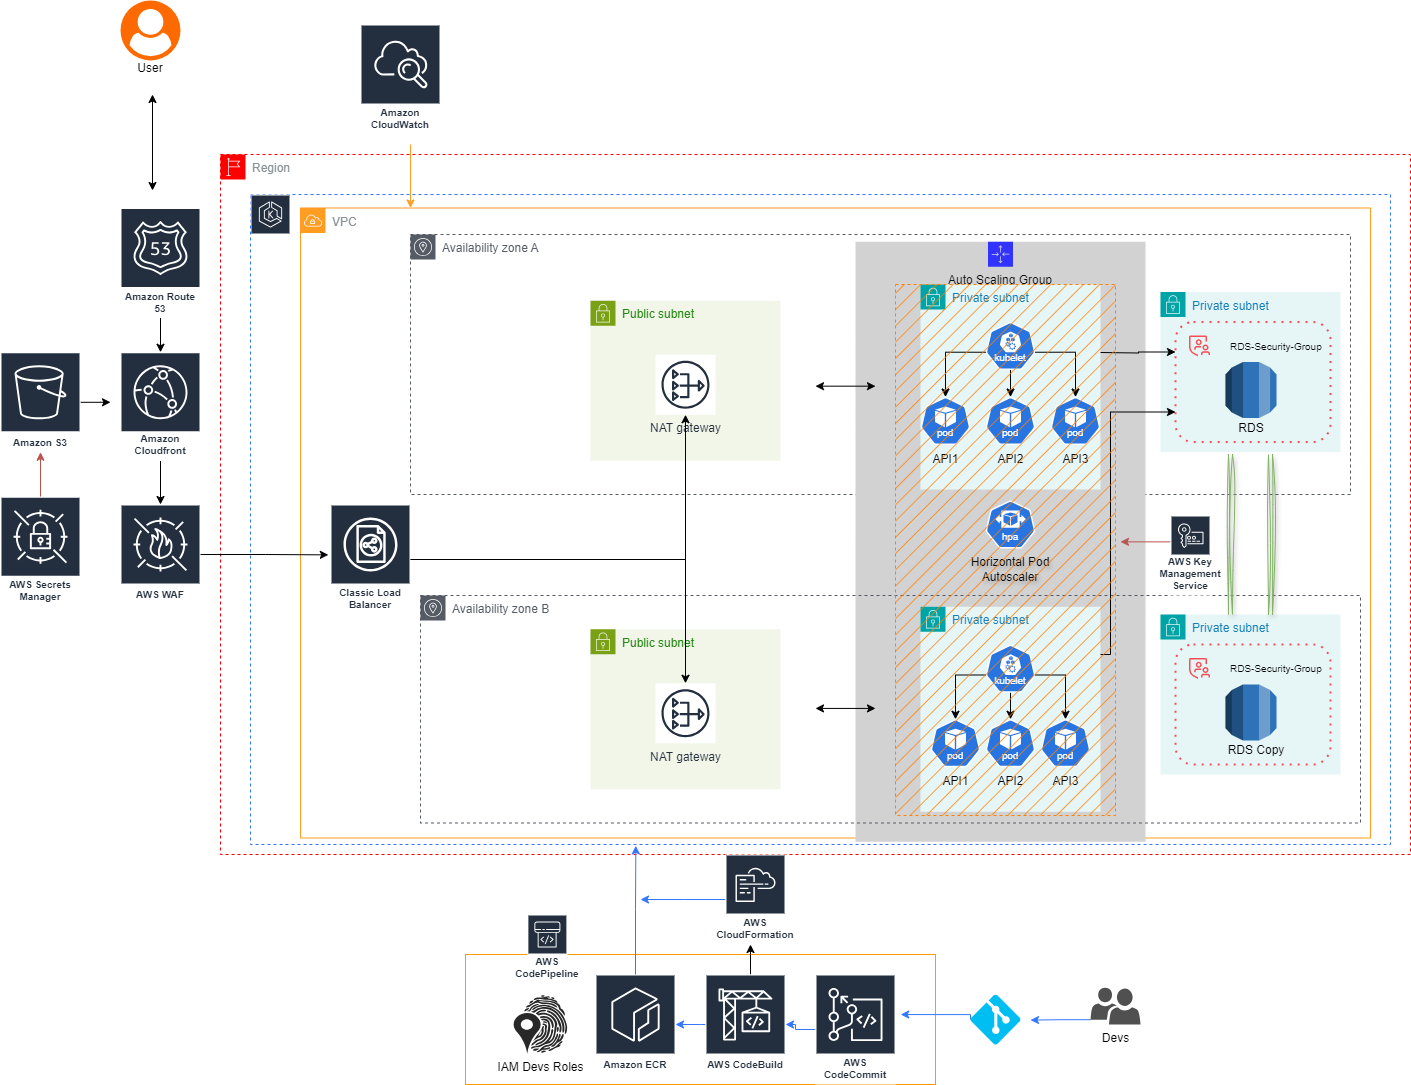 User
Amazon
CloudWatch
Region
VPC
53
Amazon Route
53
Availability zone A
Auto Scaling Group
Public subnet
NAT gateway
Private subnet
kubelet
pod
pod
pod
API1
API2
API3
Private subnet
RDS-Security-Group
RDS
Amazon S3
Amazon
Cloudfront
AWS Secrets
Manager
AWS WAF
Classic Load
Balancer
hpa
Horizontal Pod
Autoscaler
AWS Key
Management
Service
Availability zone B
Public subnet
NAT gateway
Private subnet
kubelet
pod
pod
pod
API1
API2
API3
Private subnet
RDS-Security-Group
RDS Copy
AWS
CloudFormation
AWS
CodePipeline
IAM Devs Roles
Amazon ECR
AWS CodeBuild
AWS
CodeCommit
Devs